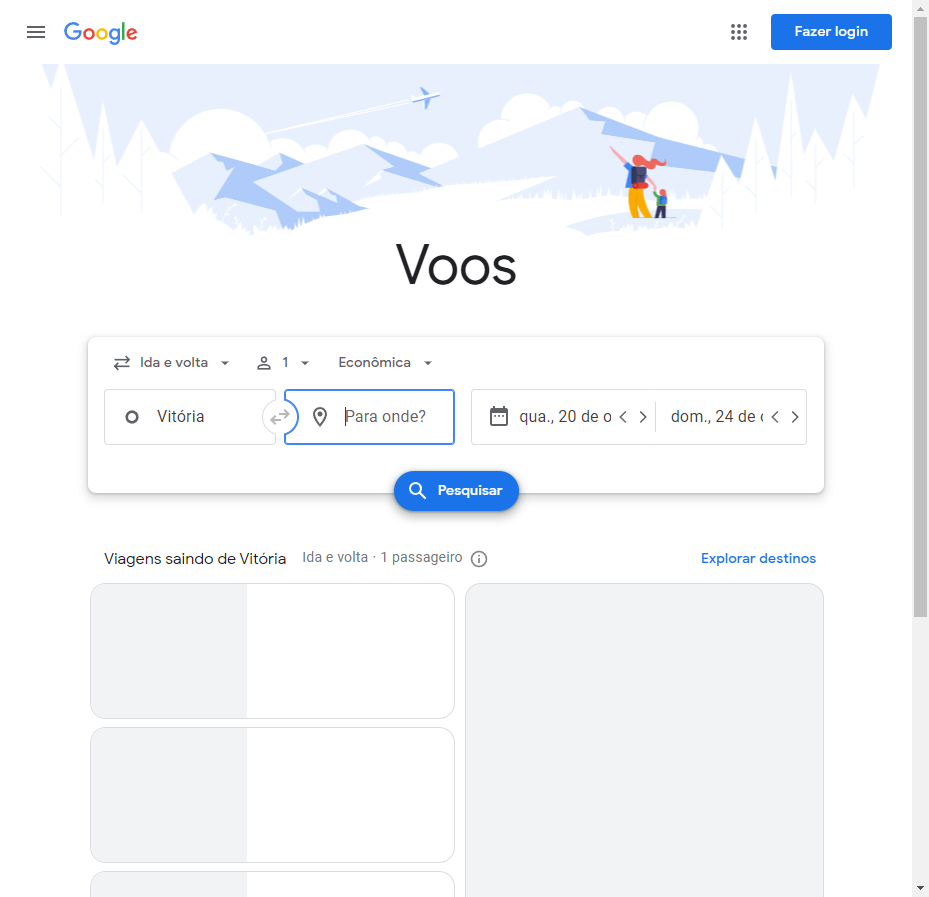 Google
Fazer login
Voos
Ida e volta 1 Econômica
Vitória Para onde? qua., 20 de o dom., 24 de
Pesquisar
Viagens saindo de Vitória Ida e volta · 1 passageiro Explorar destinos